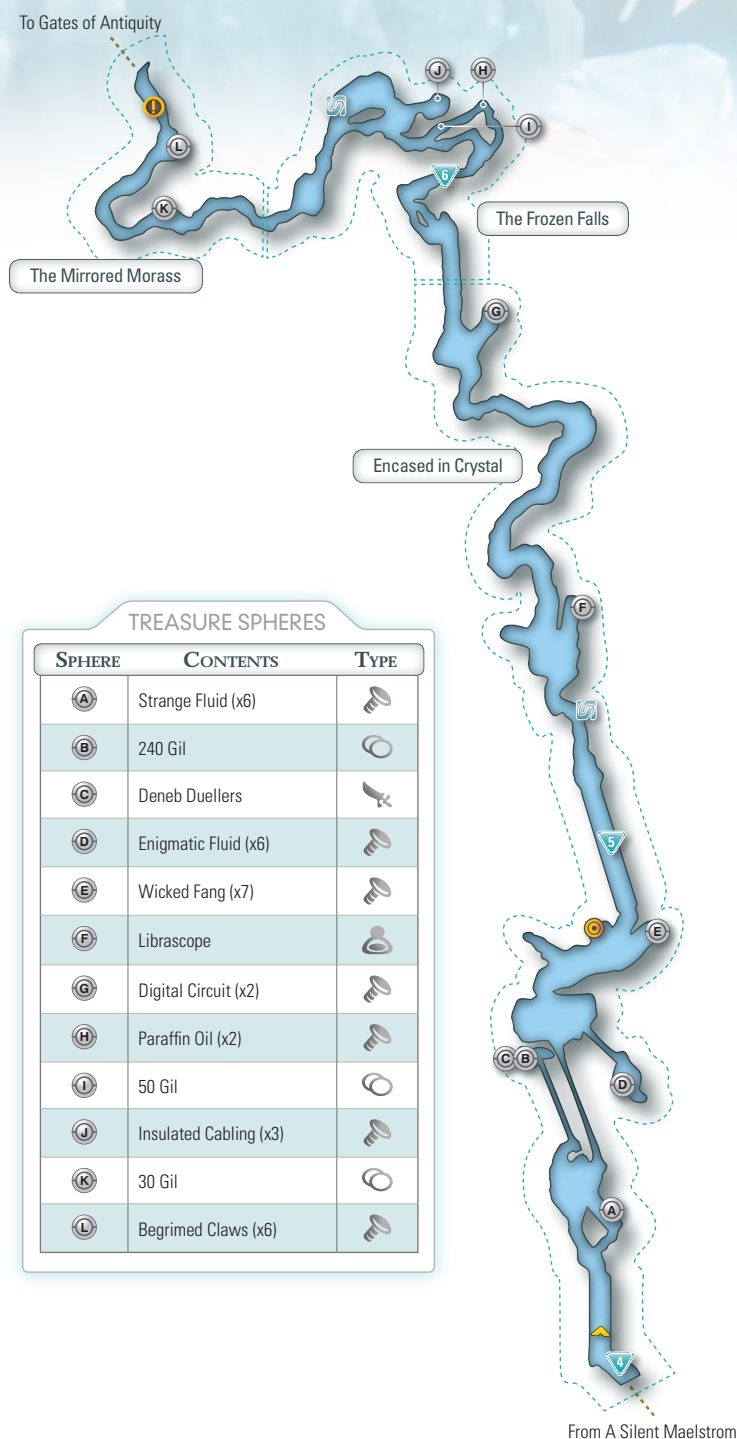 To Gates of Antiquity
J
H
!
I
L
6
K
The Frozen Falls
The Mirrored Morass
G
Encased in Crystal
F
TREASURE SPHERES
SPHERE CONTENTS TYPE
A Strange Fluid (x6)
B 240 Gil
C Deneb Duellers
D Enigmatic Fluid (x6)
E Wicked Fang (x7)
F Librascope
G Digital Circuit (x2)
H Paraffin Oil (x2)
I 50 Gil
J Insulated Cabling (x3)
K 30 Gil
L Begrimed Claws (x6)
5
E
C B
D
A
4
From A Silent Maelstrom